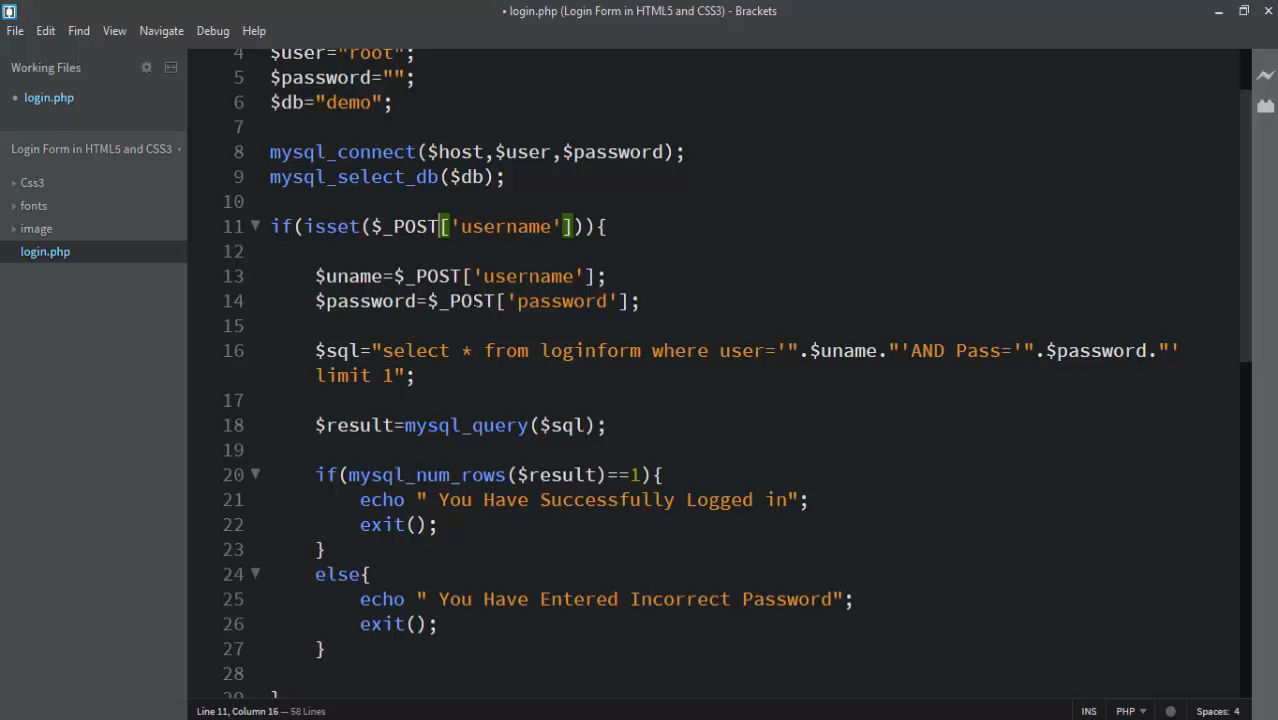 • login.php (Login Form in HTML5 and CSS3) - Brackets
File Edit Find View Navigate Debug Help
Working Files
• login.php
Login Form in HTML5 and CSS3
Css3
fonts
image
login.php
4 $user="root";
5 $password="";
6 $db="demo";
7
8 mysql_connect($host,$user,$password);
9 mysql_select_db($db);
10
11 if(isset($_POST['username'])){
12
13 $uname=$_POST['username'];
14 $password=$_POST['password'];
15
16 $sql="select * from loginform where user='".$uname."'AND Pass='".$password."'
limit 1";
17
18 $result=mysql_query($sql);
19
20 if(mysql_num_rows($result)==1){
21 echo " You Have Successfully Logged in";
22 exit();
23 }
24 else{
25 echo " You Have Entered Incorrect Password";
26 exit();
27 }
28
29 }
Line 11, Column 16 — 58 Lines
INS PHP Spaces: 4